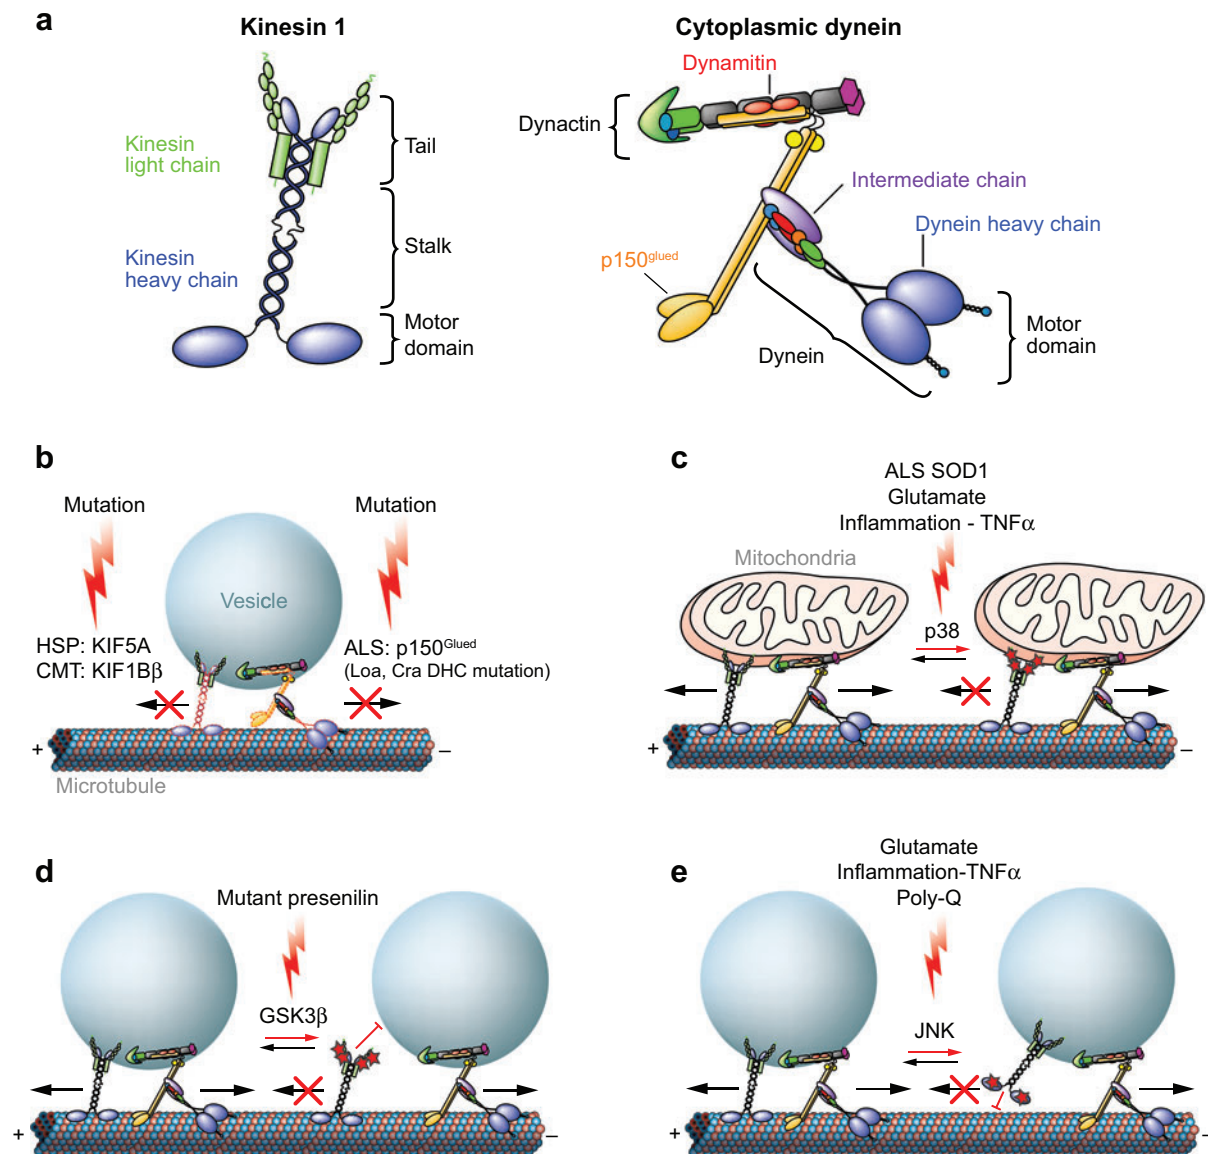 a
Kinesin 1
Cytoplasmic dynein
Kinesin
light chain
Kinesin
heavy chain
Tail
Stalk
Motor
domain
Dynamitin
Dynactin
Intermediate chain
Dynein heavy chain
p150glued
Dynein
Motor
domain
b
Mutation
Mutation
Vesicle
HSP: KIF5A
CMT: KIF1Bβ
ALS: p150Glued
(Loa, Cra DHC mutation)
+
–
Microtubule
c
ALS SOD1
Glutamate
Inflammation - TNFα
Mitochondria
p38
+
–
d
Mutant presenilin
GSK3β
+
–
e
Glutamate
Inflammation-TNFα
Poly-Q
JNK
+
–